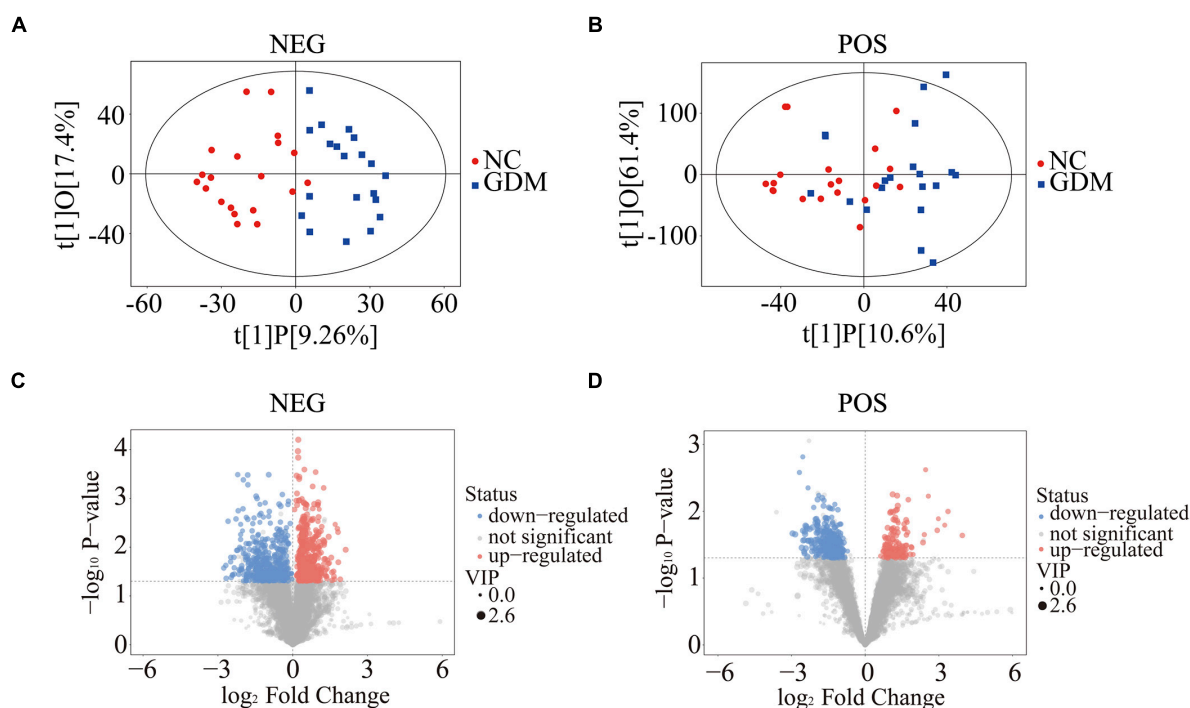 A
NEG
t[1]O[17.4%]
40
0
-40
-60
-30
0
30
60
t[1]P[9.26%]
NC
GDM
B
POS
t[1]O[61.4%]
100
0
-100
-40
0
40
t[1]P[10.6%]
NC
GDM
C
NEG
−log₁₀ P−value
4
3
2
1
0
-6
-3
0
3
6
log₂ Fold Change
Status
down−regulated
not significant
up−regulated
VIP
0.0
2.6
D
POS
−log₁₀ P−value
3
2
1
0
-6
-3
0
3
6
log₂ Fold Change
Status
down−regulated
not significant
up−regulated
VIP
0.0
2.6